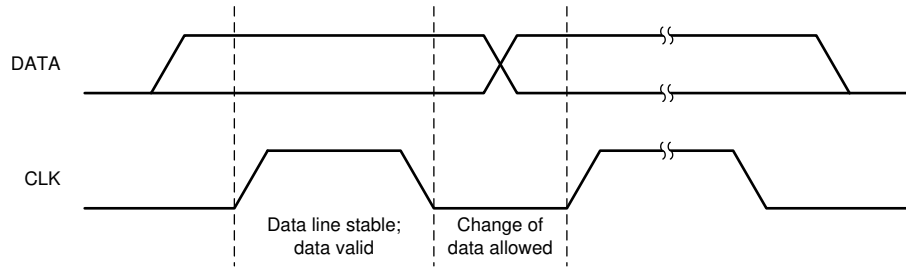 DATA
CLK
Data line stable;
data valid
Change of
data allowed